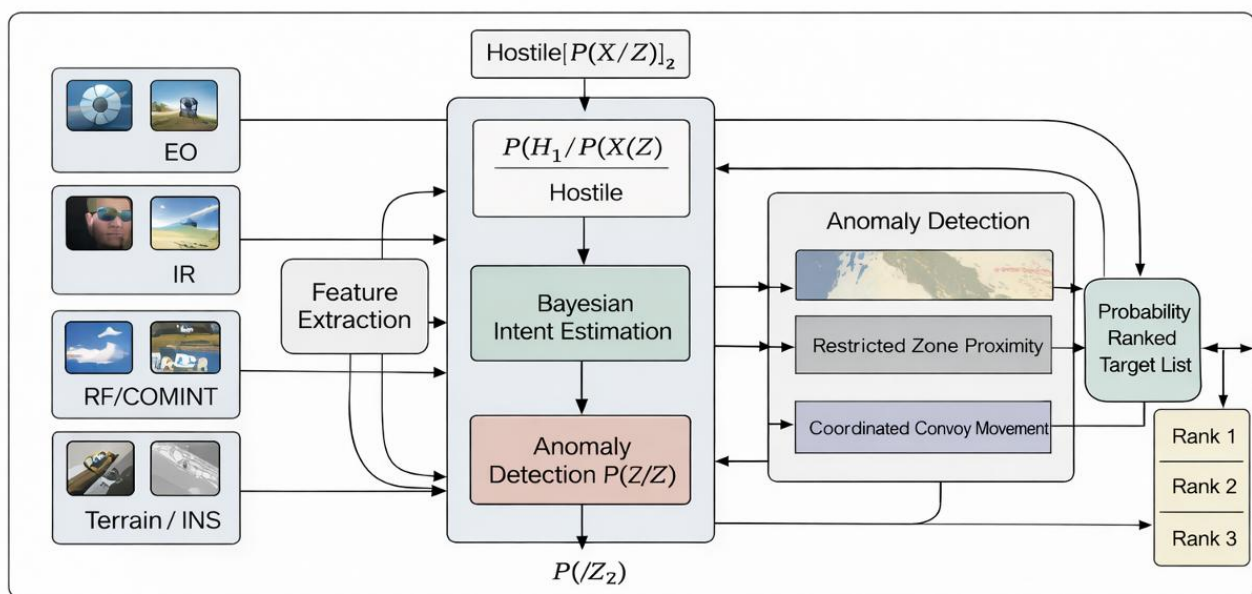 Hostile[P(X/Z)]₂
EO
IR
RF/COMINT
Terrain / INS
Feature
Extraction
P(H₁/P(X(Z)
Hostile
Bayesian
Intent Estimation
Anomaly
Detection P(Z/Z)
P(/Z₂)
Anomaly Detection
Restricted Zone Proximity
Coordinated Convoy Movement
Probability
Ranked
Target List
Rank 1
Rank 2
Rank 3